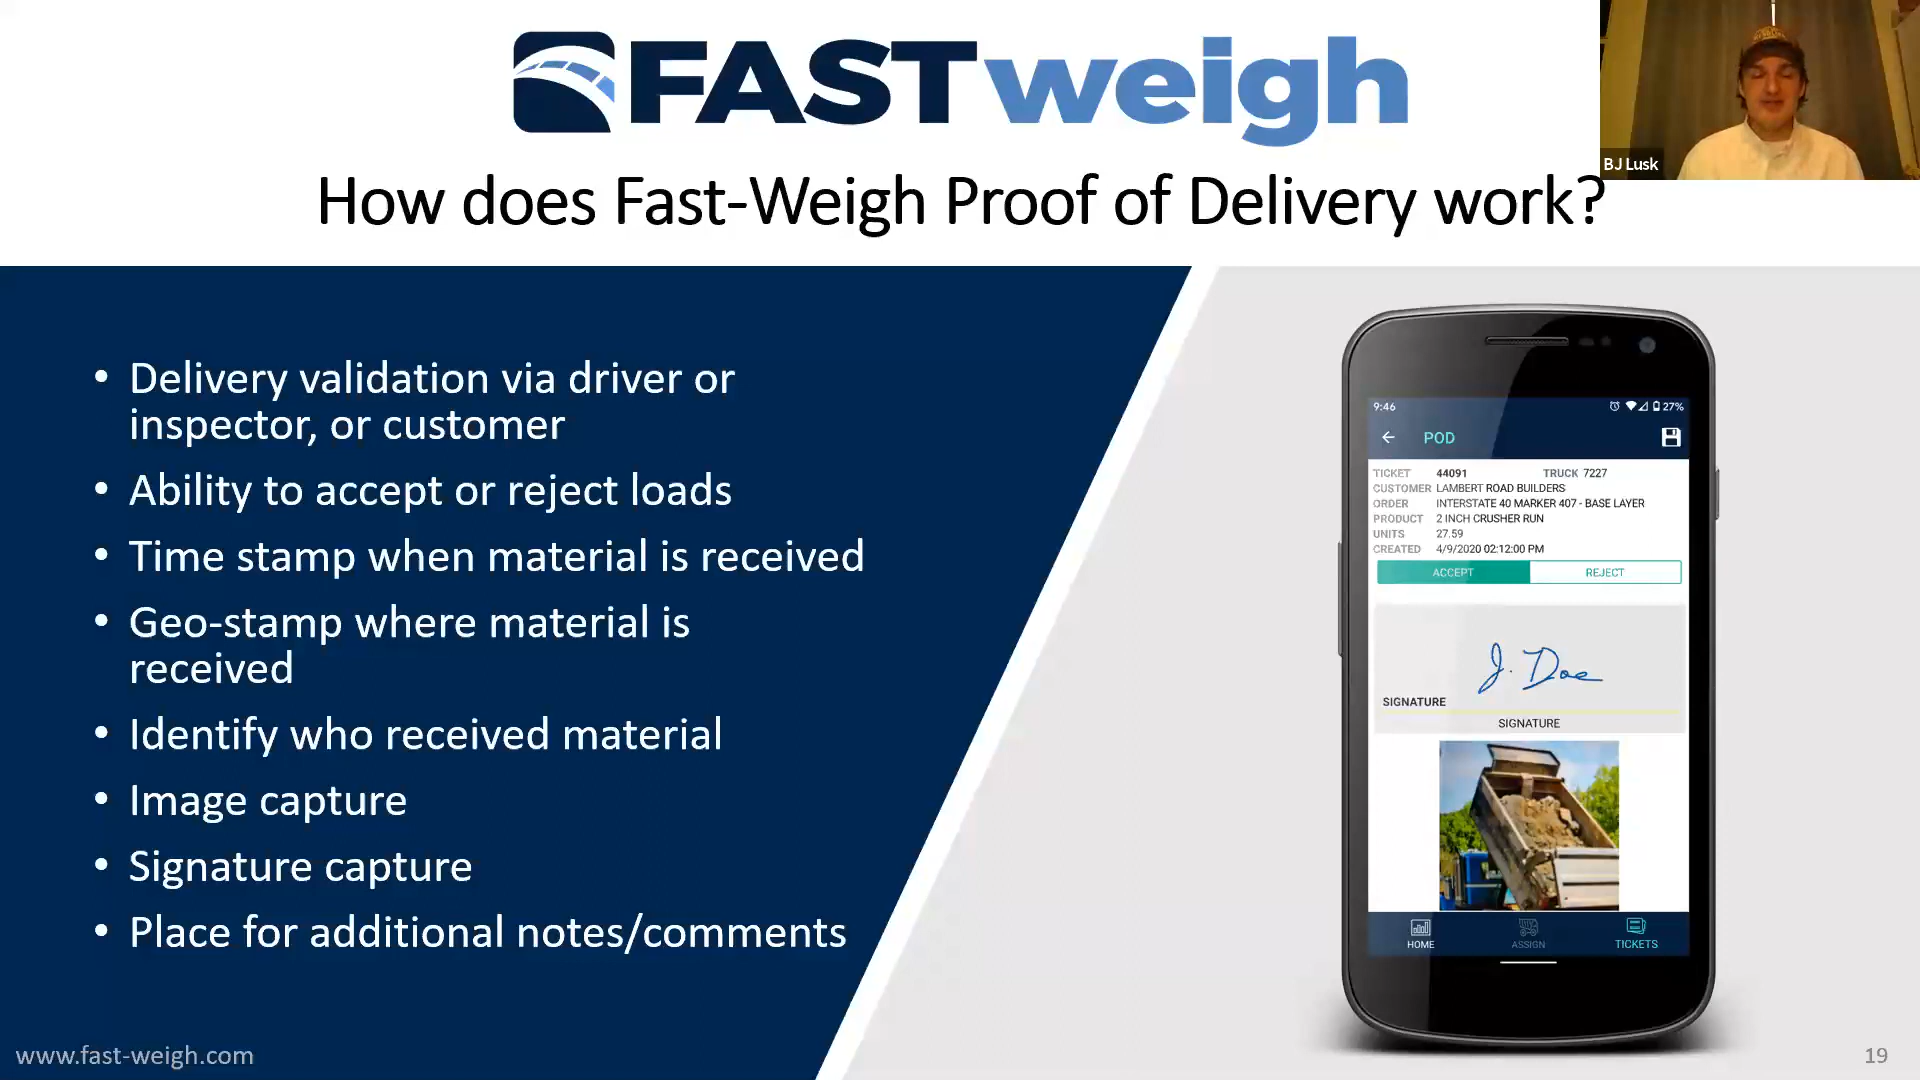 FAST weigh
BJ Lusk
How does Fast-Weigh Proof of Delivery work?
• Delivery validation via driver or
inspector, or customer
• Ability to accept or reject loads
• Time stamp when material is received
• Geo-stamp where material is
received
• Identify who received material
• Image capture
• Signature capture
• Place for additional notes/comments
9:46 27%
POD
TICKET 44091 TRUCK 7227
CUSTOMER LAMBERT ROAD BUILDERS
ORDER INTERSTATE 40 MARKER 407 - BASE LAYER
PRODUCT 2 INCH CRUSHER RUN
UNITS 27.59
CREATED 4/9/2020 02:12:00 PM
ACCEPT REJECT
J. Doe
SIGNATURE
SIGNATURE
HOME ASSIGN TICKETS
www.fast-weigh.com 19